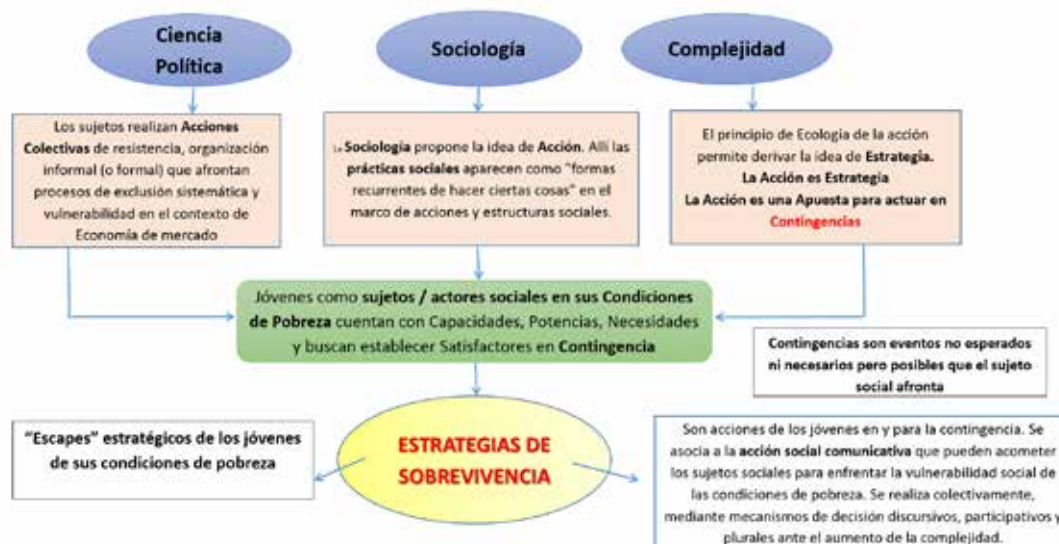 Ciencia
Política
Sociología
Complejidad
Los sujetos realizan Acciones
Colectivas de resistencia, organización
informal (o formal) que afrontan
procesos de exclusión sistemática y
vulnerabilidad en el contexto de
Economía de mercado
La Sociología propone la idea de Acción. Allí las
prácticas sociales aparecen como "formas
recurrentes de hacer ciertas cosas" en el
marco de acciones y estructuras sociales.
El principio de Ecología de la acción
permite derivar la idea de Estrategia.
La Acción es Estrategia
La Acción es una Apuesta para actuar en
Contingencias
Jóvenes como sujetos / actores sociales en sus Condiciones
de Pobreza cuentan con Capacidades, Potencias, Necesidades
y buscan establecer Satisfactores en Contingencia
Contingencias son eventos no esperados
ni necesarios pero posibles que el sujeto
social afronta
"Escapes" estratégicos de los jóvenes
de sus condiciones de pobreza
ESTRATEGIAS DE
SOBREVIVENCIA
Son acciones de los jóvenes en y para la contingencia. Se
asocia a la acción social comunicativa que pueden acometer
los sujetos sociales para enfrentar la vulnerabilidad social de
las condiciones de pobreza. Se realiza colectivamente,
mediante mecanismos de decisión discursivos, participativos y
plurales ante el aumento de la complejidad.